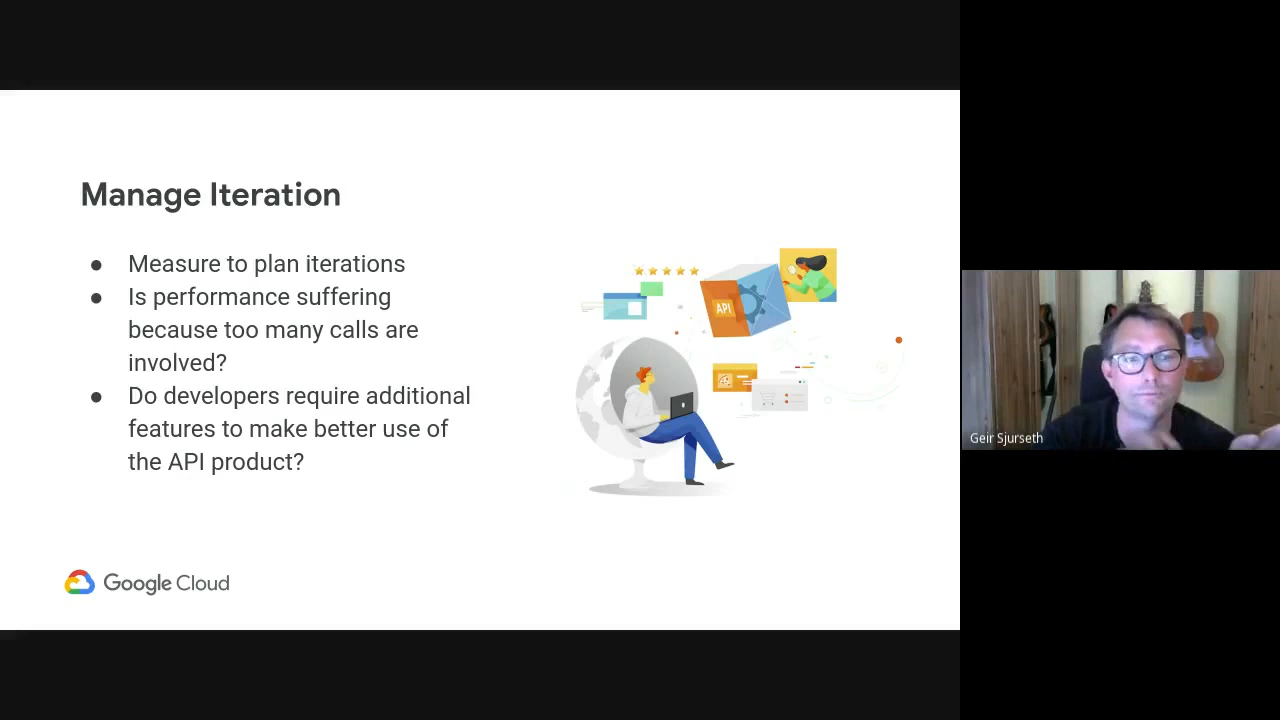 Manage Iteration
● Measure to plan iterations
● Is performance suffering
because too many calls are
involved?
● Do developers require additional
features to make better use of
the API product?
API
Google Cloud
Geir Sjurseth